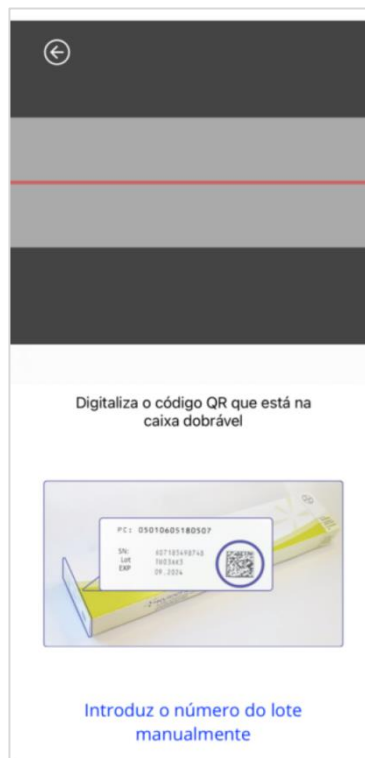 Digitaliza o código QR que está na
caixa dobrável
PC: 05010605180507
SN:
Lot
EXP 09.2024
Introduz o número do lote
manualmente